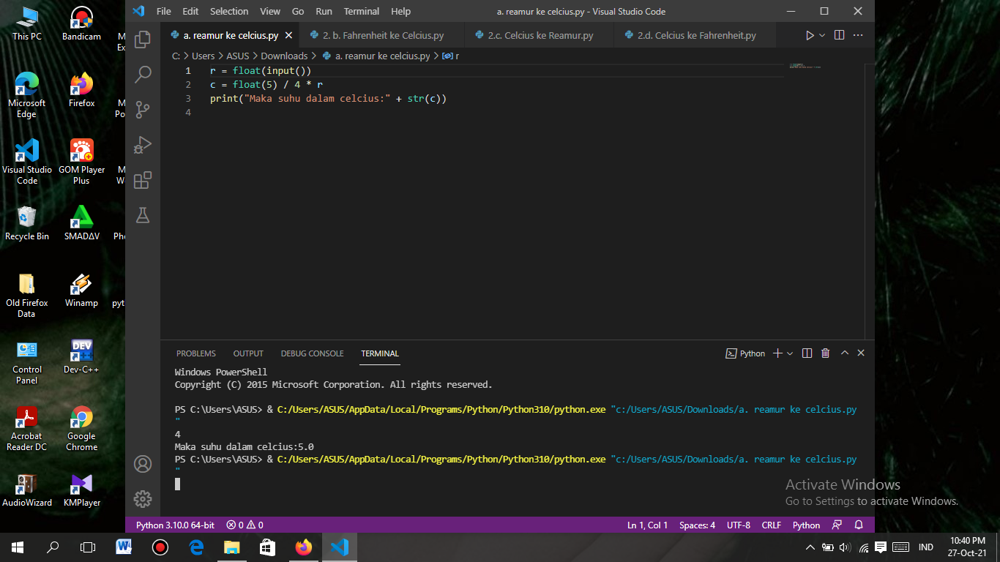 File Edit Selection View Go Run Terminal Help
a. reamur ke celcius.py - Visual Studio Code
a. reamur ke celcius.py
2. b. Fahrenheit ke Celcius.py
2.c. Celcius ke Reamur.py
2.d. Celcius ke Fahrenheit.py
C: > Users > ASUS > Downloads > a. reamur ke celcius.py > r
1 r = float(input())
2 c = float(5) / 4 * r
3 print("Maka suhu dalam celcius:" + str(c))
4
PROBLEMS OUTPUT DEBUG CONSOLE TERMINAL
Python
Windows PowerShell
Copyright (C) 2015 Microsoft Corporation. All rights reserved.
PS C:\Users\ASUS> & C:/Users/ASUS/AppData/Local/Programs/Python/Python310/python.exe "c:/Users/ASUS/Downloads/a. reamur ke celcius.py
"
4
Maka suhu dalam celcius:5.0
PS C:\Users\ASUS> & C:/Users/ASUS/AppData/Local/Programs/Python/Python310/python.exe "c:/Users/ASUS/Downloads/a. reamur ke celcius.py
"
Activate Windows
Go to Settings to activate Windows.
Python 3.10.0 64-bit 0 0
Ln 1, Col 1 Spaces: 4 UTF-8 CRLF Python
This PC
Bandicam
Microsoft
Edge
Firefox
Visual Studio
Code
GOM Player
Plus
Recycle Bin
SMADΔV
Old Firefox
Data
Winamp
Control
Panel
DEV
Dev-C++
Acrobat
Reader DC
Google
Chrome
AudioWizard
KMPlayer
M
Ex
M
Po
M
W
Pho
pyt
IND
10:40 PM
27-Oct-21